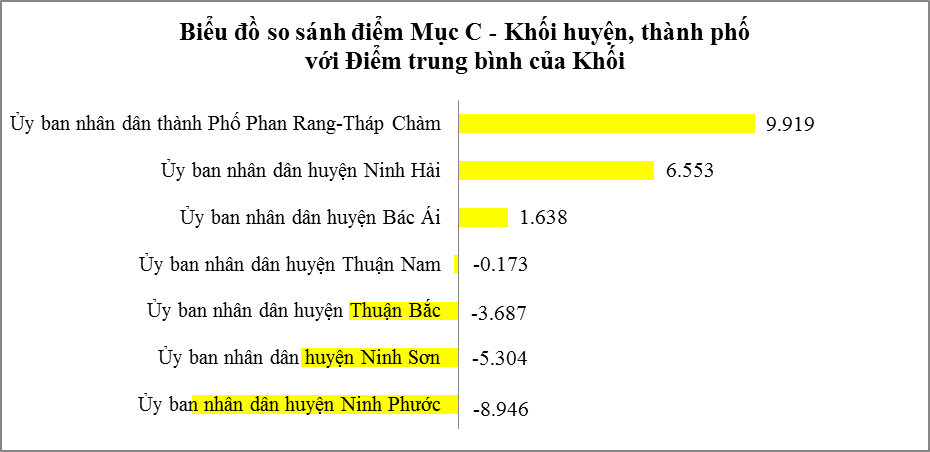 Biểu đồ so sánh điểm Mục C - Khối huyện, thành phố
với Điểm trung bình của Khối
Ủy ban nhân dân thành Phố Phan Rang-Tháp Chàm 9.919
Ủy ban nhân dân huyện Ninh Hải 6.553
Ủy ban nhân dân huyện Bác Ái 1.638
Ủy ban nhân dân huyện Thuận Nam -0.173
Ủy ban nhân dân huyện Thuận Bắc -3.687
Ủy ban nhân dân huyện Ninh Sơn -5.304
Ủy ban nhân dân huyện Ninh Phước -8.946